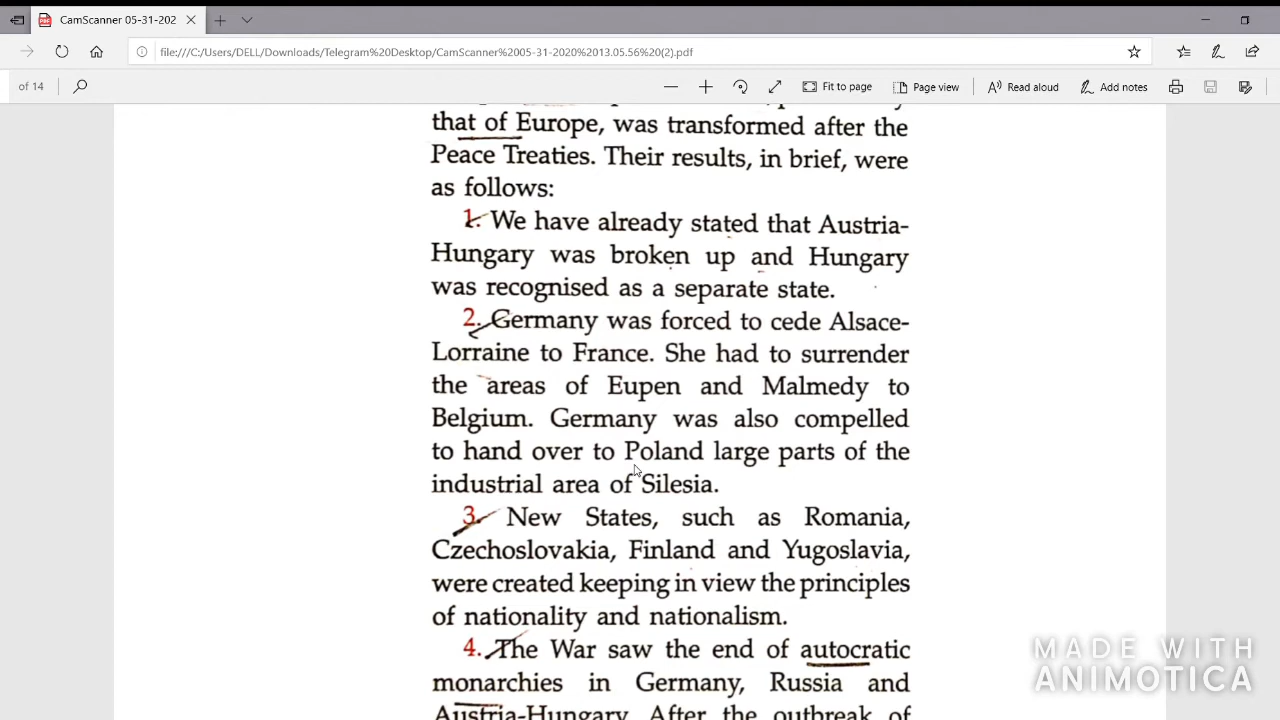 CamScanner 05-31-202
file:///C:/Users/DELL/Downloads/Telegram%20Desktop/CamScanner%2005-31-2020%2013.05.56%20(2).pdf
of 14
Fit to page
Page view
Read aloud
Add notes
that of Europe, was transformed after the
Peace Treaties. Their results, in brief, were
as follows:
1. We have already stated that Austria-
Hungary was broken up and Hungary
was recognised as a separate state.
2. Germany was forced to cede Alsace-
Lorraine to France. She had to surrender
the areas of Eupen and Malmedy to
Belgium. Germany was also compelled
to hand over to Poland large parts of the
industrial area of Silesia.
3. New States, such as Romania,
Czechoslovakia, Finland and Yugoslavia,
were created keeping in view the principles
of nationality and nationalism.
4. The War saw the end of autocratic
monarchies in Germany, Russia and
Austria-Hungary. After the outbreak of
MADE WITH
ANIMOTICA